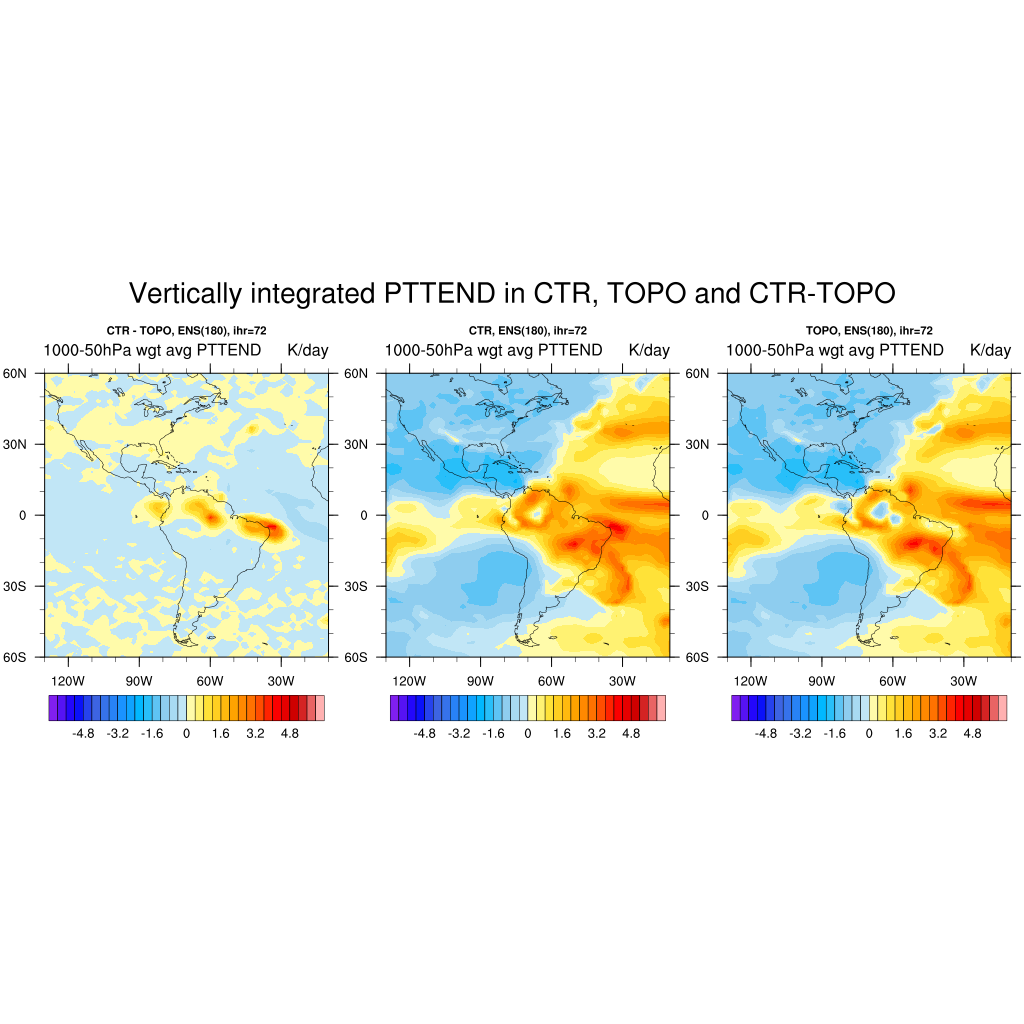 Vertically integrated PTTEND in CTR, TOPO and CTR-TOPO
CTR - TOPO, ENS(180), ihr=72
1000-50hPa wgt avg PTTEND K/day
60N
30N
0
30S
60S
120W 90W 60W 30W
-4.8 -3.2 -1.6 0 1.6 3.2 4.8
CTR, ENS(180), ihr=72
1000-50hPa wgt avg PTTEND K/day
60N
30N
0
30S
60S
120W 90W 60W 30W
-4.8 -3.2 -1.6 0 1.6 3.2 4.8
TOPO, ENS(180), ihr=72
1000-50hPa wgt avg PTTEND K/day
60N
30N
0
30S
60S
120W 90W 60W 30W
-4.8 -3.2 -1.6 0 1.6 3.2 4.8